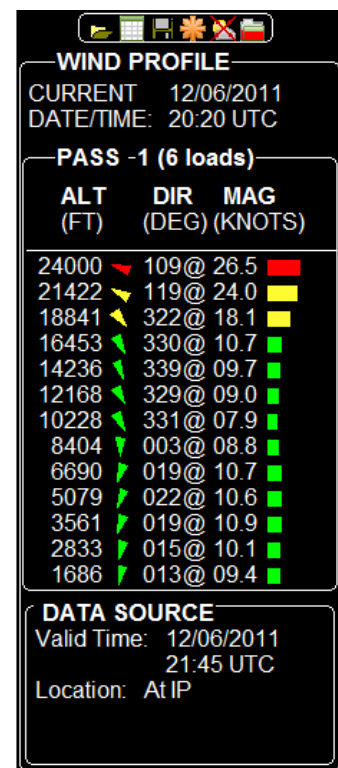 WIND PROFILE
CURRENT 12/06/2011
DATE/TIME: 20:20 UTC
PASS -1 (6 loads)
ALT DIR MAG
(FT) (DEG) (KNOTS)
24000 109@ 26.5
21422 119@ 24.0
18841 322@ 18.1
16453 330@ 10.7
14236 339@ 09.7
12168 329@ 09.0
10228 331@ 07.9
8404 003@ 08.8
6690 019@ 10.7
5079 022@ 10.6
3561 019@ 10.9
2833 015@ 10.1
1686 013@ 09.4
DATA SOURCE
Valid Time: 12/06/2011
21:45 UTC
Location: At IP